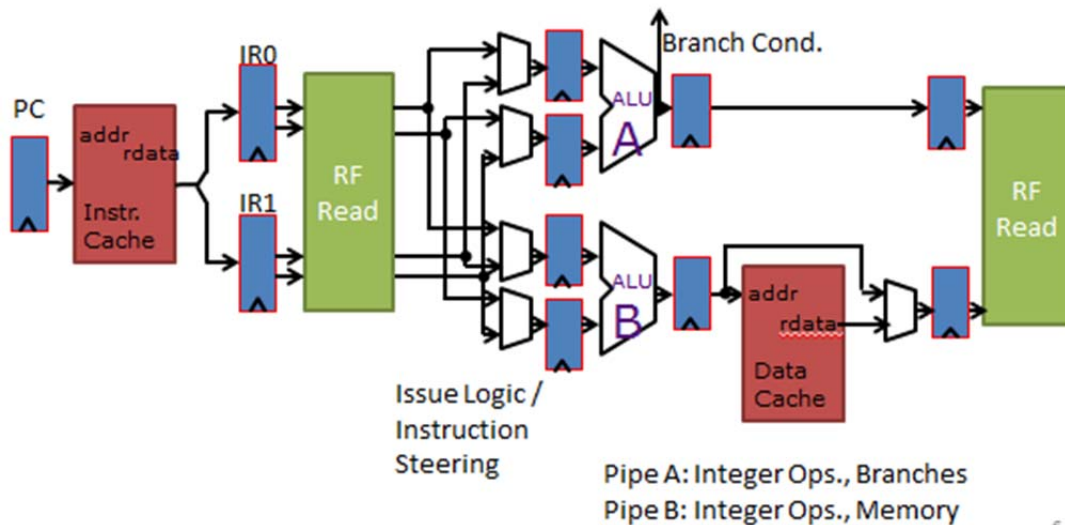 PC
addr
rdata
Instr.
Cache
IR0
IR1
RF
Read
Issue Logic /
Instruction
Steering
ALU
A
ALU
B
Branch Cond.
addr
rdata
Data
Cache
RF
Read
Pipe A: Integer Ops., Branches
Pipe B: Integer Ops., Memory